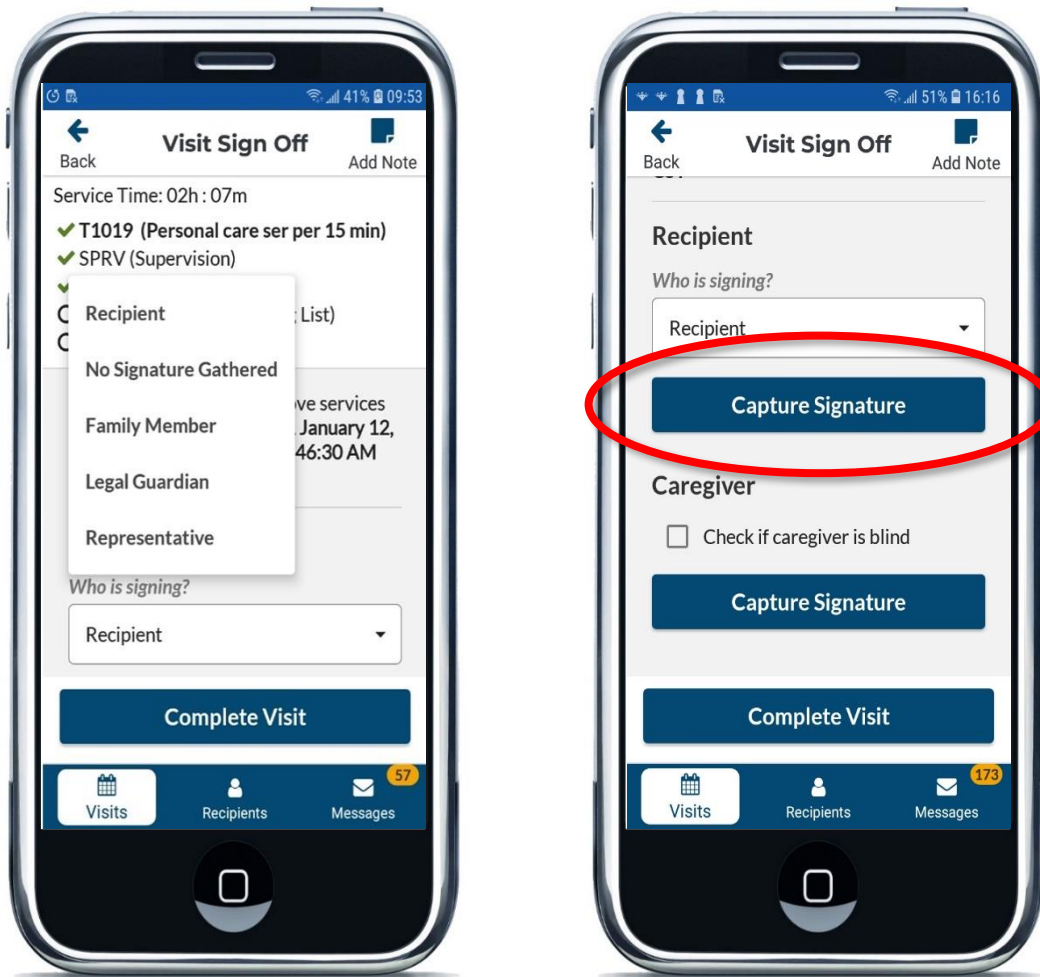 41% 09:53
Back
Visit Sign Off
Add Note
Service Time: 02h : 07m
T1019 (Personal care ser per 15 min)
SPRV (Supervision)
Recipient
List)
No Signature Gathered
ve services
Family Member
January 12,
46:30 AM
Legal Guardian
Representative
Who is signing?
Recipient
Complete Visit
57
Visits
Recipients
Messages
51% 16:16
Back
Visit Sign Off
Add Note
Recipient
Who is signing?
Recipient
Capture Signature
Caregiver
Check if caregiver is blind
Capture Signature
Complete Visit
173
Visits
Recipients
Messages